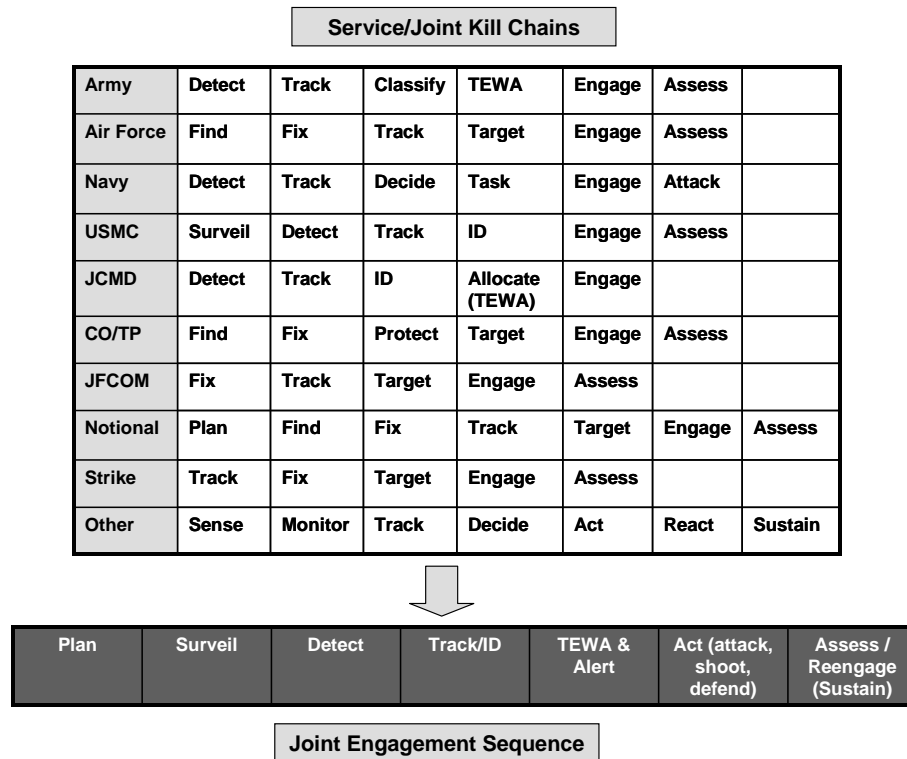 Service/Joint Kill Chains
Army Detect Track Classify TEWA Engage Assess
Air Force Find Fix Track Target Engage Assess
Navy Detect Track Decide Task Engage Attack
USMC Surveil Detect Track ID Engage Assess
JCMD Detect Track ID Allocate Engage
(TEWA)
CO/TP Find Fix Protect Target Engage Assess
JFCOM Fix Track Target Engage Assess
Notional Plan Find Fix Track Target Engage Assess
Strike Track Fix Target Engage Assess
Other Sense Monitor Track Decide Act React Sustain
Plan Surveil Detect Track/ID TEWA & Act (attack, Assess /
Alert shoot, Reengage
defend) (Sustain)
Joint Engagement Sequence